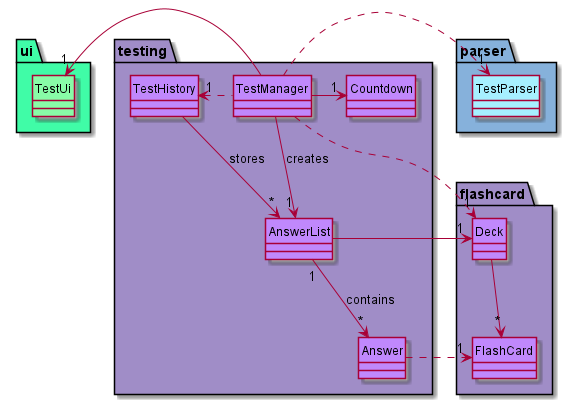 ui
testing
parser
1
1
TestUi
TestHistory
1
TestManager
1
Countdown
TestParser
stores
creates
flashcard
*
1
1
AnswerList
1
Deck
1
contains
*
*
Answer
1
FlashCard